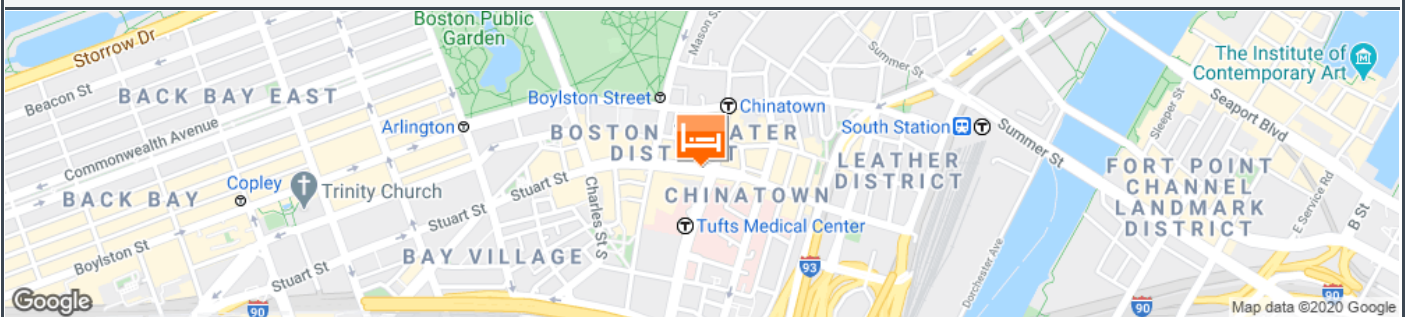 Boston Public
Garden
Storrow Dr
Mason St
Summer St
The Institute of
Contemporary Art
Beacon St
BACK BAY EAST
Boylston Street
Chinatown
Seaport Blvd
Sleeper St
Commonwealth Avenue
Arlington
BOSTON
ATER
South Station
Summer St
DIST
T
LEATHER
DISTRICT
FORT POINT
CHANNEL
LANDMARK
DISTRICT
Copley
Trinity Church
BACK BAY
Stuart St
Charles St S
CHINATOWN
E Service Rd
B St
Stuart St
Tufts Medical Center
Boylston St
Stuart St
BAY VILLAGE
93
Dorchester Ave
Google
90
90
90
Map data ©2020 Google